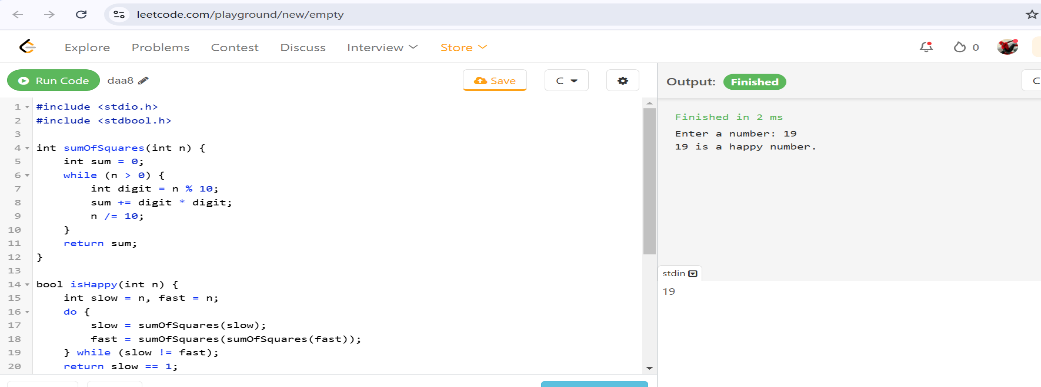 leetcode.com/playground/new/empty
Explore Problems Contest Discuss Interview Store 0
Run Code daa8 Save C Output: Finished C
1 #include <stdio.h>
2 #include <stdbool.h>
3
4 int sumOfSquares(int n) {
5 int sum = 0;
6 while (n > 0) {
7 int digit = n % 10;
8 sum += digit * digit;
9 n /= 10;
10 }
11 return sum;
12 }
13
14 bool isHappy(int n) {
15 int slow = n, fast = n;
16 do {
17 slow = sumOfSquares(slow);
18 fast = sumOfSquares(sumOfSquares(fast));
19 } while (slow != fast);
20 return slow == 1;
Finished in 2 ms
Enter a number: 19
19 is a happy number.
stdin
19